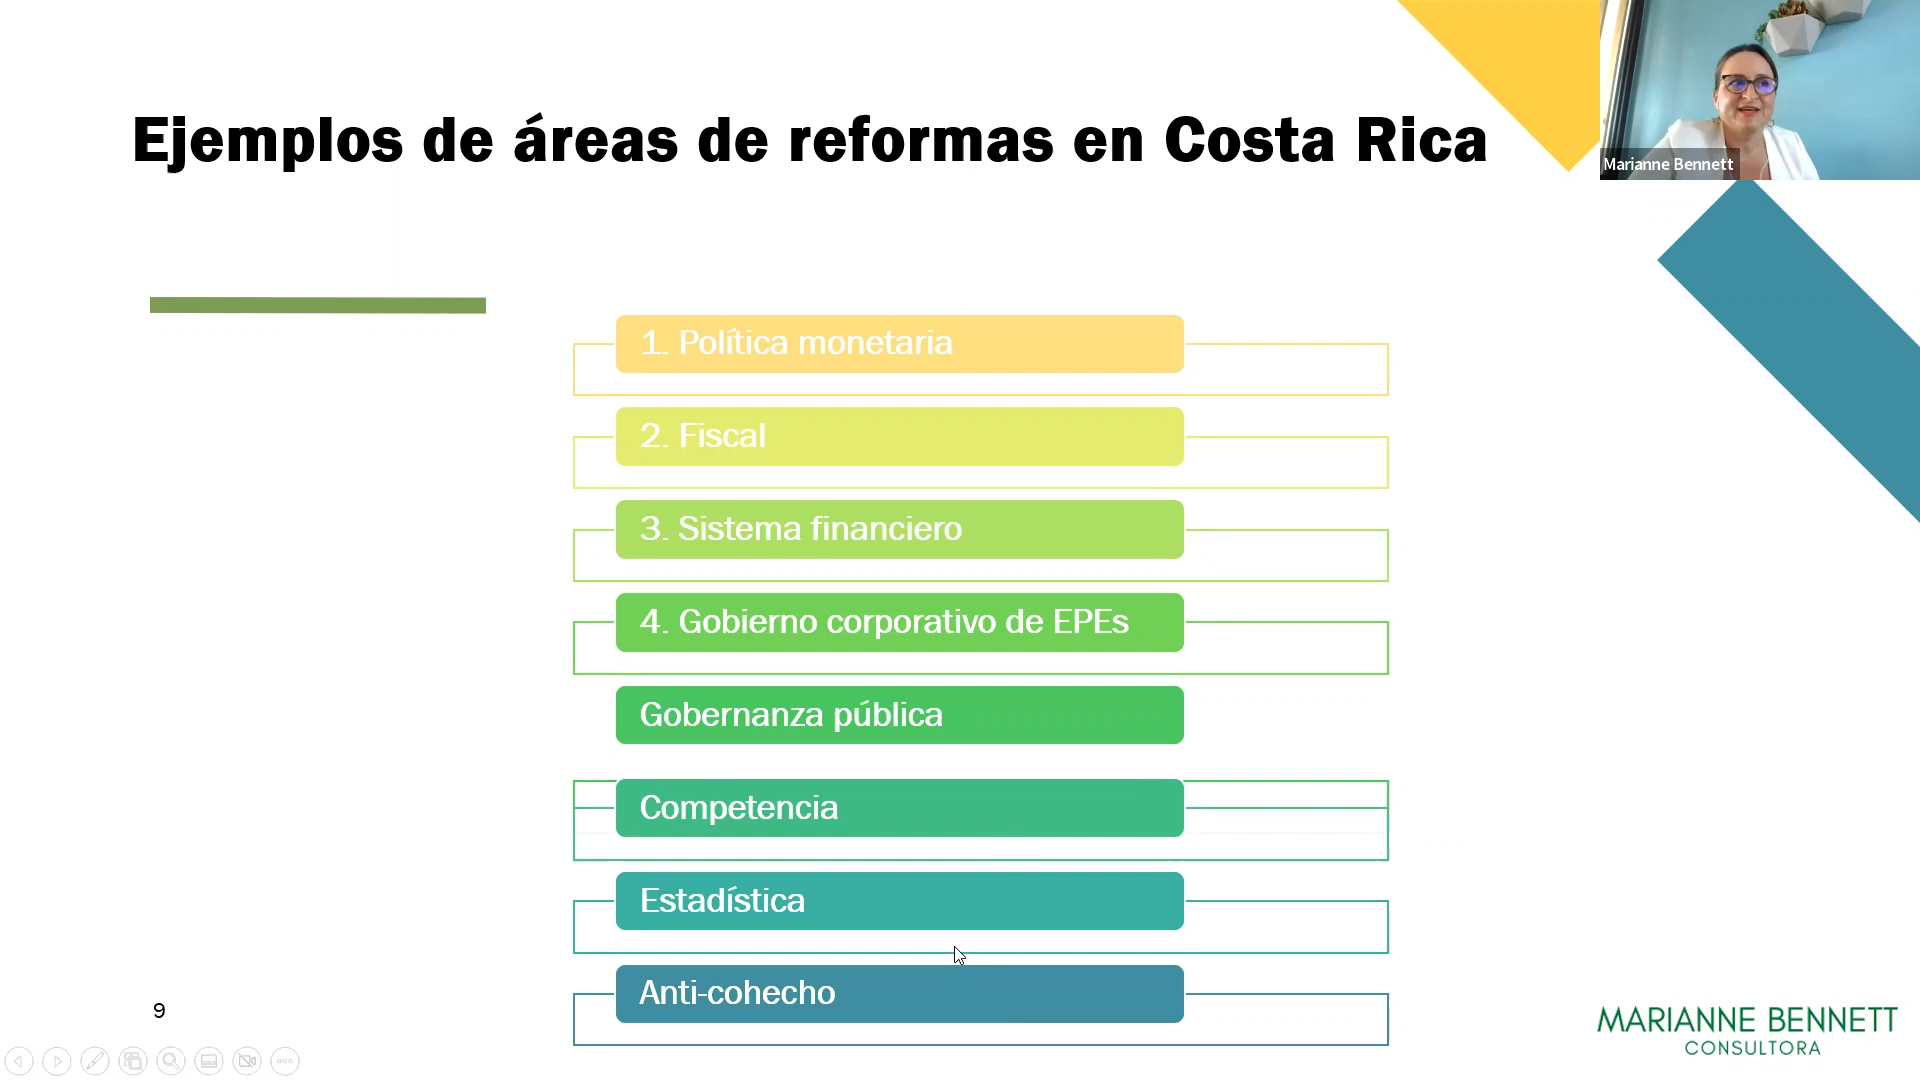 Ejemplos de áreas de reformas en Costa Rica
Marianne Bennett
1. Política monetaria
2. Fiscal
3. Sistema financiero
4. Gobierno corporativo de EPEs
Gobernanza pública
Competencia
Estadística
Anti-cohecho
9
MARIANNE BENNETT
CONSULTORA